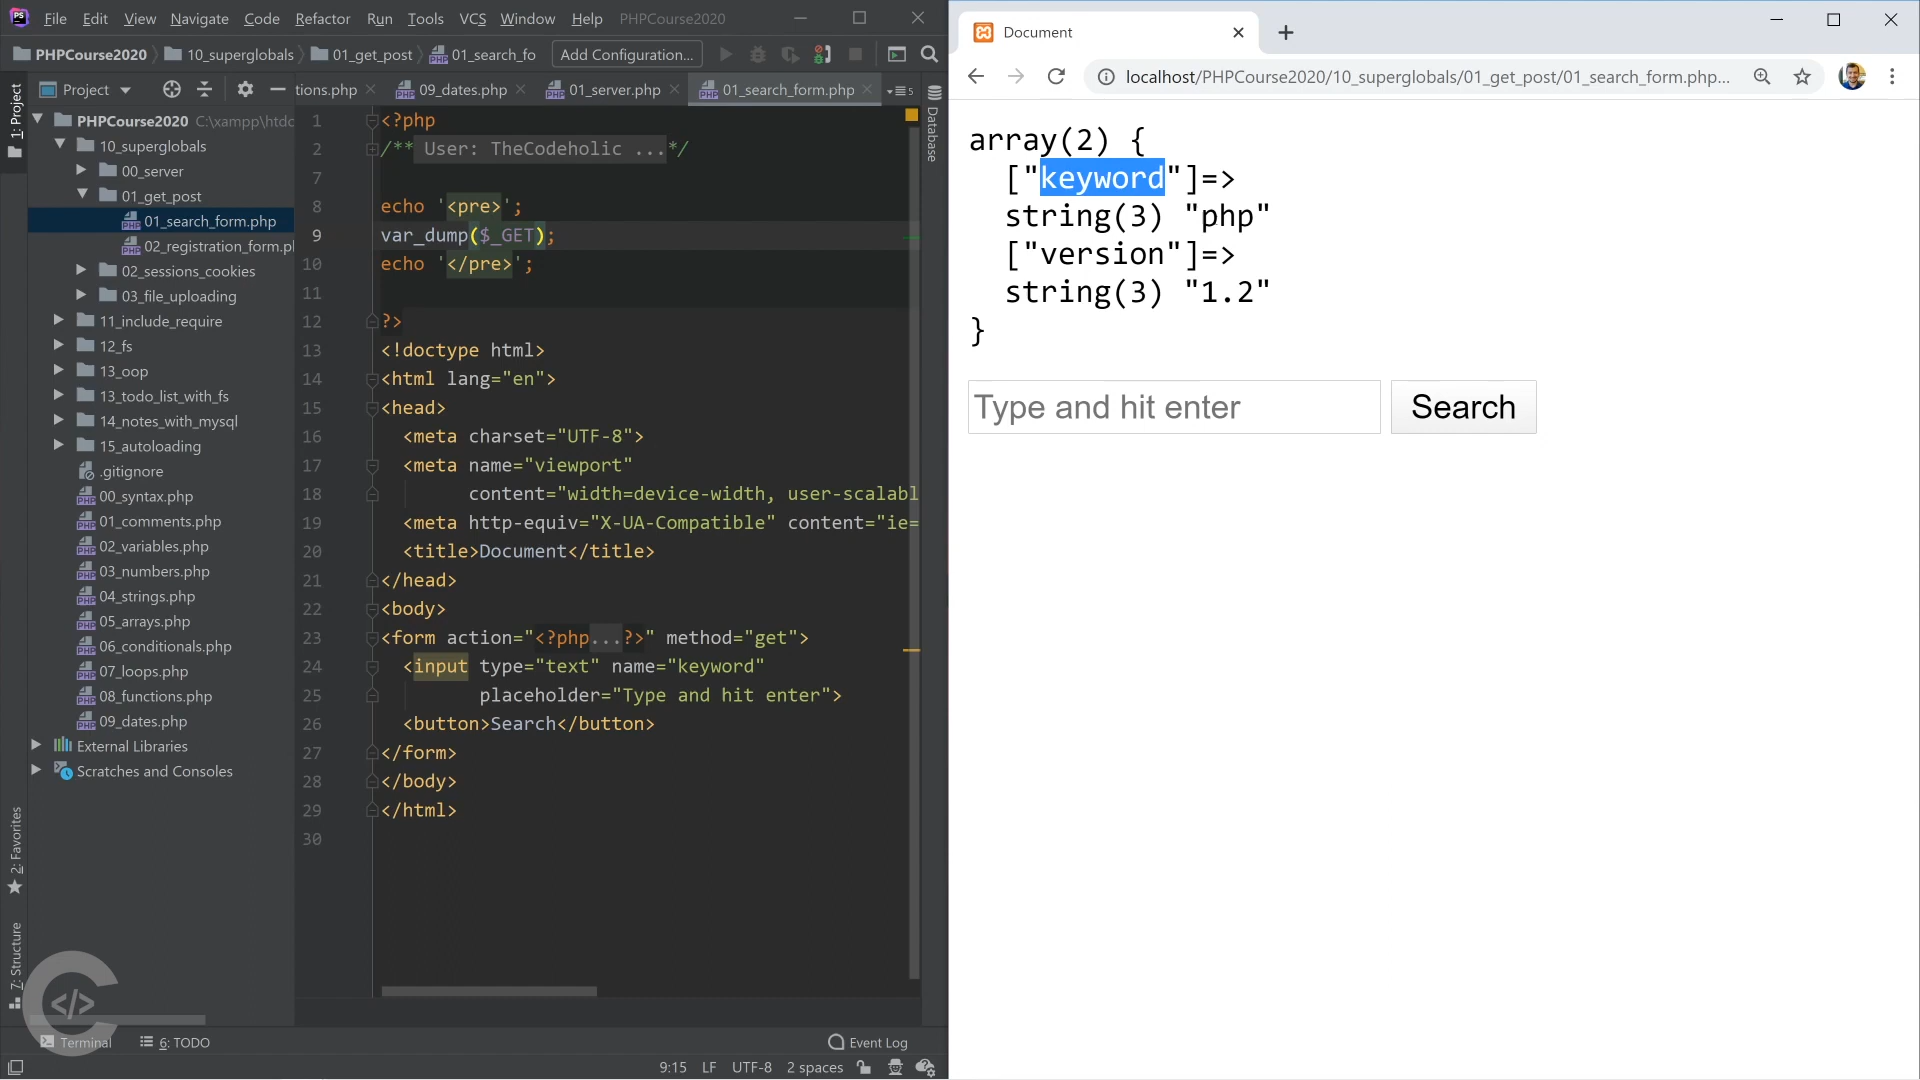 File Edit View Navigate Code Refactor Run Tools VCS Window Help PHPCourse2020
PHPCourse2020 10_superglobals 01_get_post 01_search_fo Add Configuration...
Project tions.php 09_dates.php 01_server.php 01_search_form.php 5
1: Project
PHPCourse2020 C:\xampp\htdc
10_superglobals
00_server
01_get_post
01_search_form.php
02_registration_form.pl
02_sessions_cookies
03_file_uploading
11_include_require
12_fs
13_oop
13_todo_list_with_fs
14_notes_with_mysql
15_autoloading
.gitignore
00_syntax.php
01_comments.php
02_variables.php
03_numbers.php
04_strings.php
05_arrays.php
06_conditionals.php
07_loops.php
08_functions.php
09_dates.php
External Libraries
Scratches and Consoles
2: Favorites
7: Structure
1 <?php
2 /** User: TheCodeholic ...*/
7
8 echo '<pre>';
9 var_dump($_GET);
10 echo '</pre>';
11
12 ?>
13 <!doctype html>
14 <html lang="en">
15 <head>
16 <meta charset="UTF-8">
17 <meta name="viewport"
18 content="width=device-width, user-scalabl
19 <meta http-equiv="X-UA-Compatible" content="ie=
20 <title>Document</title>
21 </head>
22 <body>
23 <form action="<?php...?>" method="get">
24 <input type="text" name="keyword"
25 placeholder="Type and hit enter">
26 <button>Search</button>
27 </form>
28 </body>
29 </html>
30
Database
</>
Terminal 6: TODO Event Log
9:15 LF UTF-8 2 spaces
Document
localhost/PHPCourse2020/10_superglobals/01_get_post/01_search_form.php...
array(2) {
["keyword"]=>
string(3) "php"
["version"]=>
string(3) "1.2"
}
Type and hit enter Search